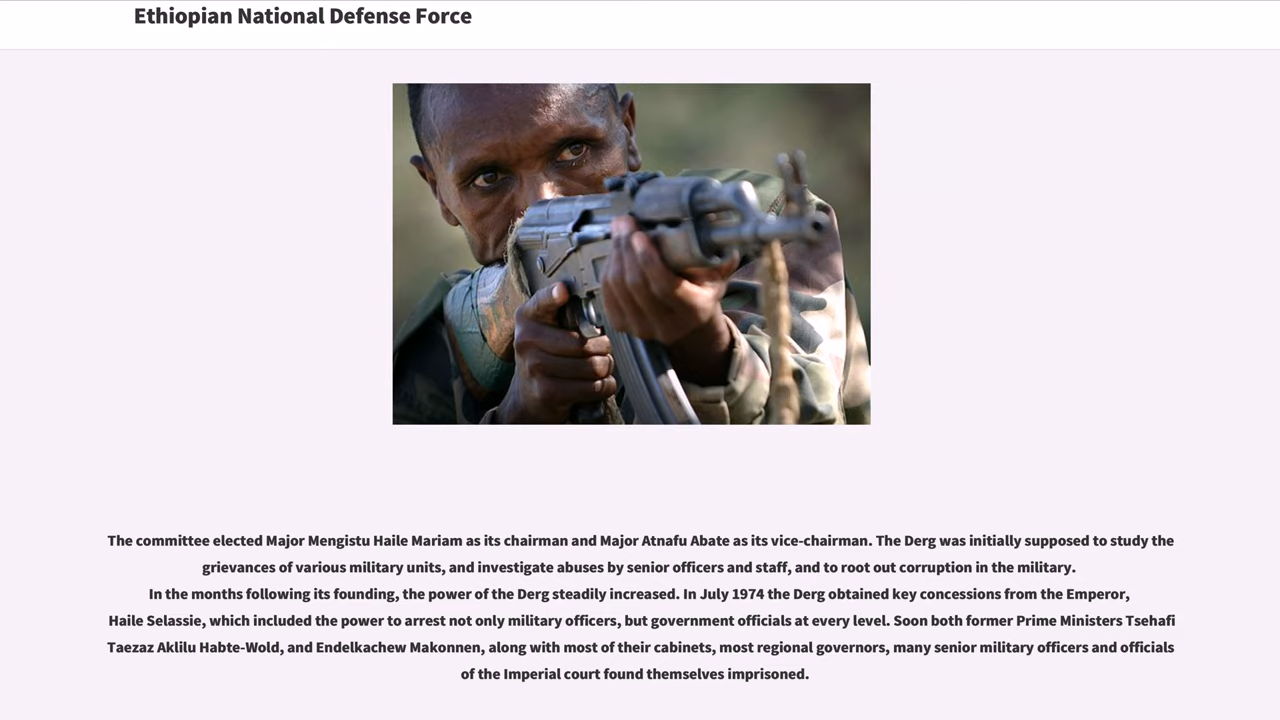 Ethiopian National Defense Force
The committee elected Major Mengistu Haile Mariam as its chairman and Major Atnafu Abate as its vice-chairman. The Derg was initially supposed to study the
grievances of various military units, and investigate abuses by senior officers and staff, and to root out corruption in the military.
In the months following its founding, the power of the Derg steadily increased. In July 1974 the Derg obtained key concessions from the Emperor,
Haile Selassie, which included the power to arrest not only military officers, but government officials at every level. Soon both former Prime Ministers Tsehafi
Taezaz Aklilu Habte-Wold, and Endelkachew Makonnen, along with most of their cabinets, most regional governors, many senior military officers and officials
of the Imperial court found themselves imprisoned.